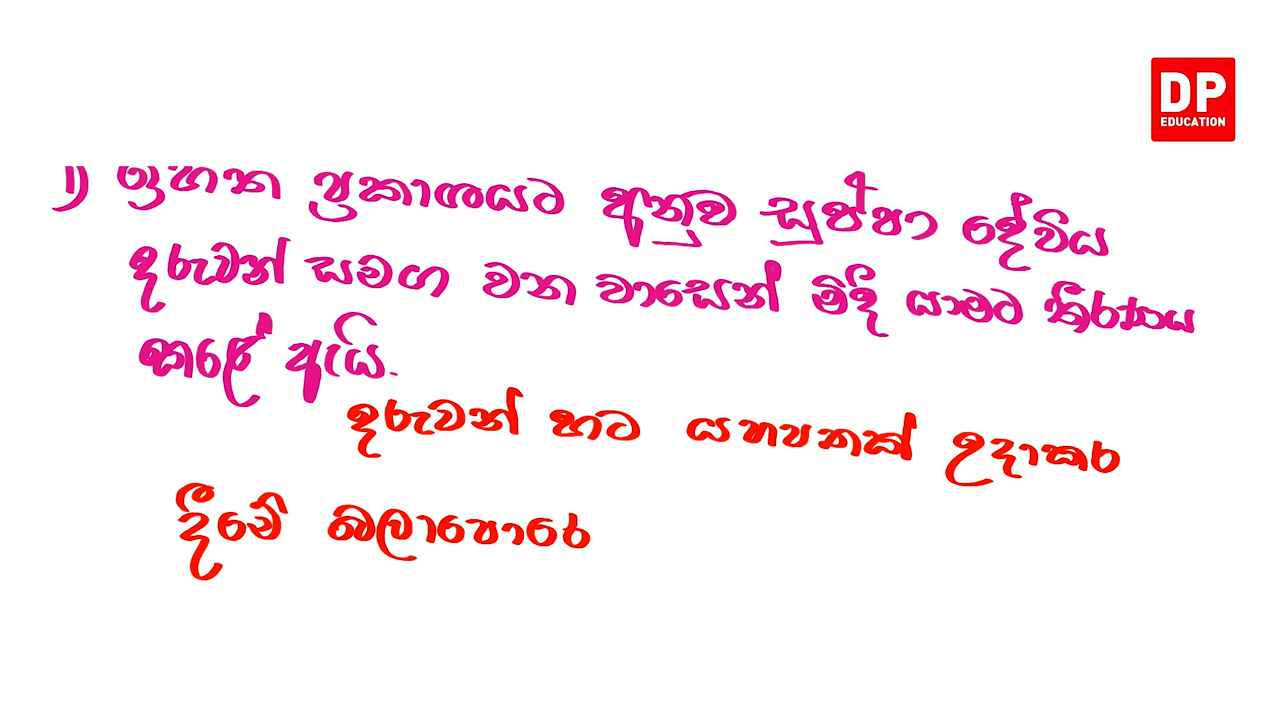 DP
EDUCATION
1) ඉහත ප්‍රකාශයට අනුව සුප්පා දේවිය
දරුවන් සමග වන වාසෙන් මිදී යාමට තීරණය
කළේ ඇයි.
දරුවන් හට යහපතක් උදාකර
දීමේ බලාපොරො